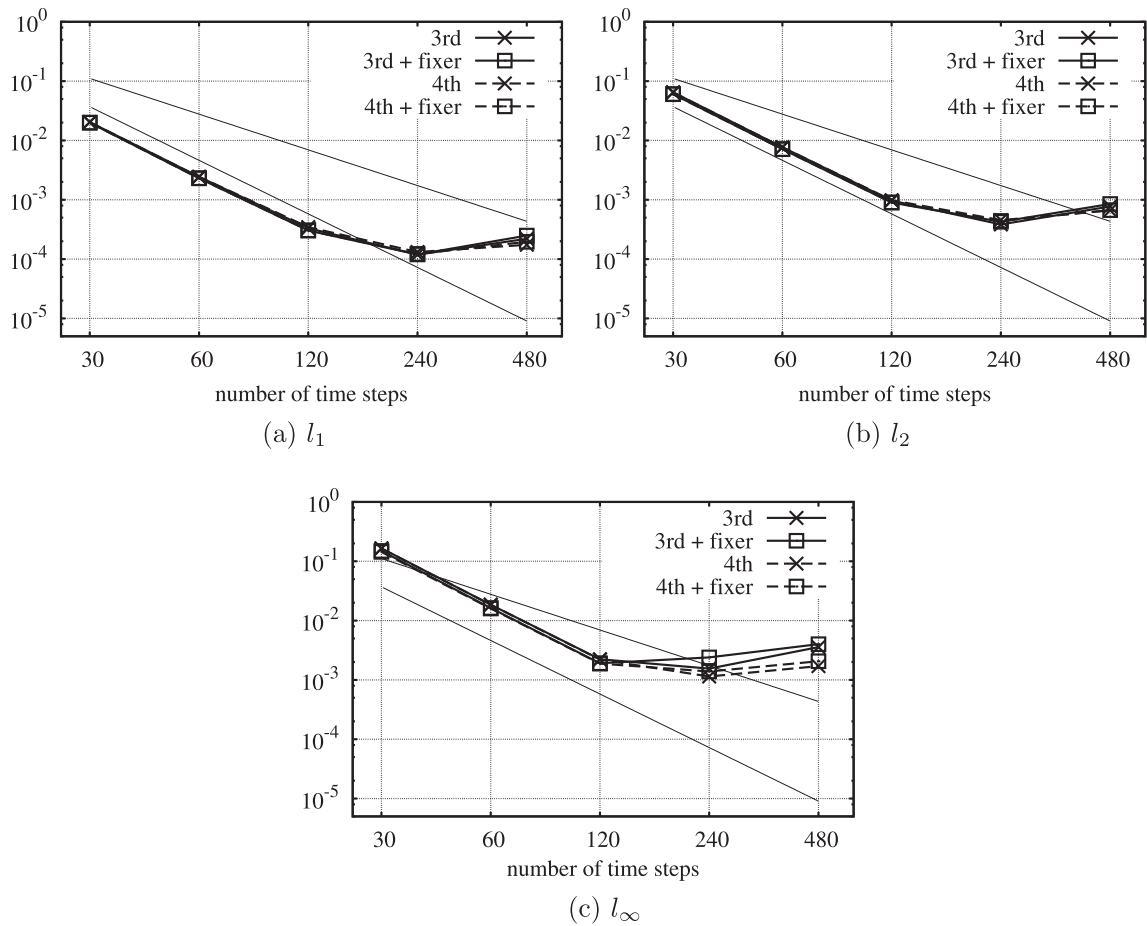 10^0
10^-1
10^-2
10^-3
10^-4
10^-5
3rd
3rd + fixer
4th
4th + fixer
30 60 120 240 480
number of time steps
(a) l_1
10^0
10^-1
10^-2
10^-3
10^-4
10^-5
3rd
3rd + fixer
4th
4th + fixer
30 60 120 240 480
number of time steps
(b) l_2
10^0
10^-1
10^-2
10^-3
10^-4
10^-5
3rd
3rd + fixer
4th
4th + fixer
30 60 120 240 480
number of time steps
(c) l_∞